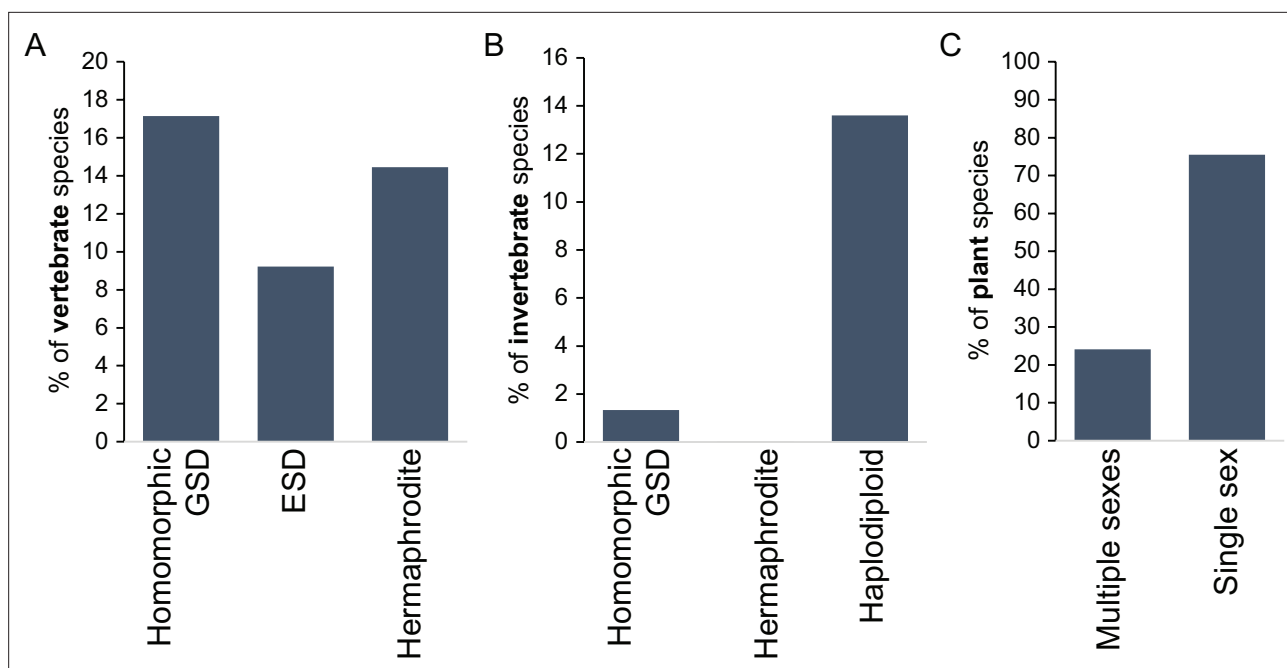 A
% of vertebrate species
20
18
16
14
12
10
8
6
4
2
0
Homomorphic
GSD
ESD
Hermaphrodite
B
% of invertebrate species
16
14
12
10
8
6
4
2
0
Homomorphic
GSD
Hermaphrodite
Haplodiploid
C
% of plant species
100
90
80
70
60
50
40
30
20
10
0
Multiple sexes
Single sex